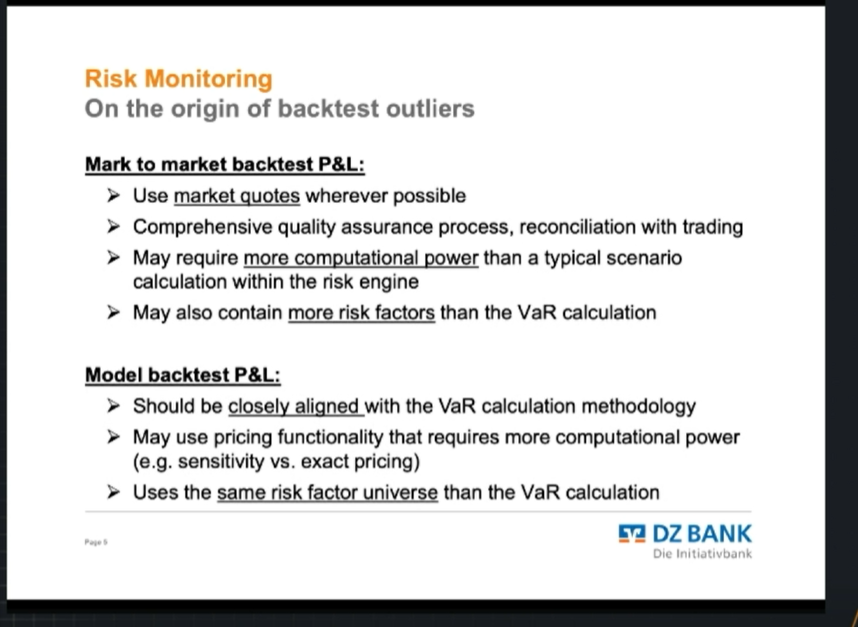 Risk Monitoring
On the origin of backtest outliers
Mark to market backtest P&L:
➢ Use market quotes wherever possible
➢ Comprehensive quality assurance process, reconciliation with trading
➢ May require more computational power than a typical scenario
calculation within the risk engine
➢ May also contain more risk factors than the VaR calculation
Model backtest P&L:
➢ Should be closely aligned with the VaR calculation methodology
➢ May use pricing functionality that requires more computational power
(e.g. sensitivity vs. exact pricing)
➢ Uses the same risk factor universe than the VaR calculation
Page 5
DZ BANK
Die Initiativbank